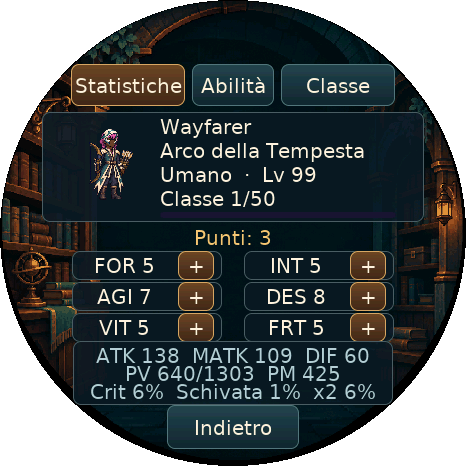 Statistiche Abilità Classe
Wayfarer
Arco della Tempesta
Umano · Lv 99
Classe 1/50
Punti: 3
FOR 5 + INT 5 +
AGI 7 + DES 8 +
VIT 5 + FRT 5 +
ATK 138 MATK 109 DIF 60
PV 640/1303 PM 425
Crit 6% Schivata 1% x2 6%
Indietro